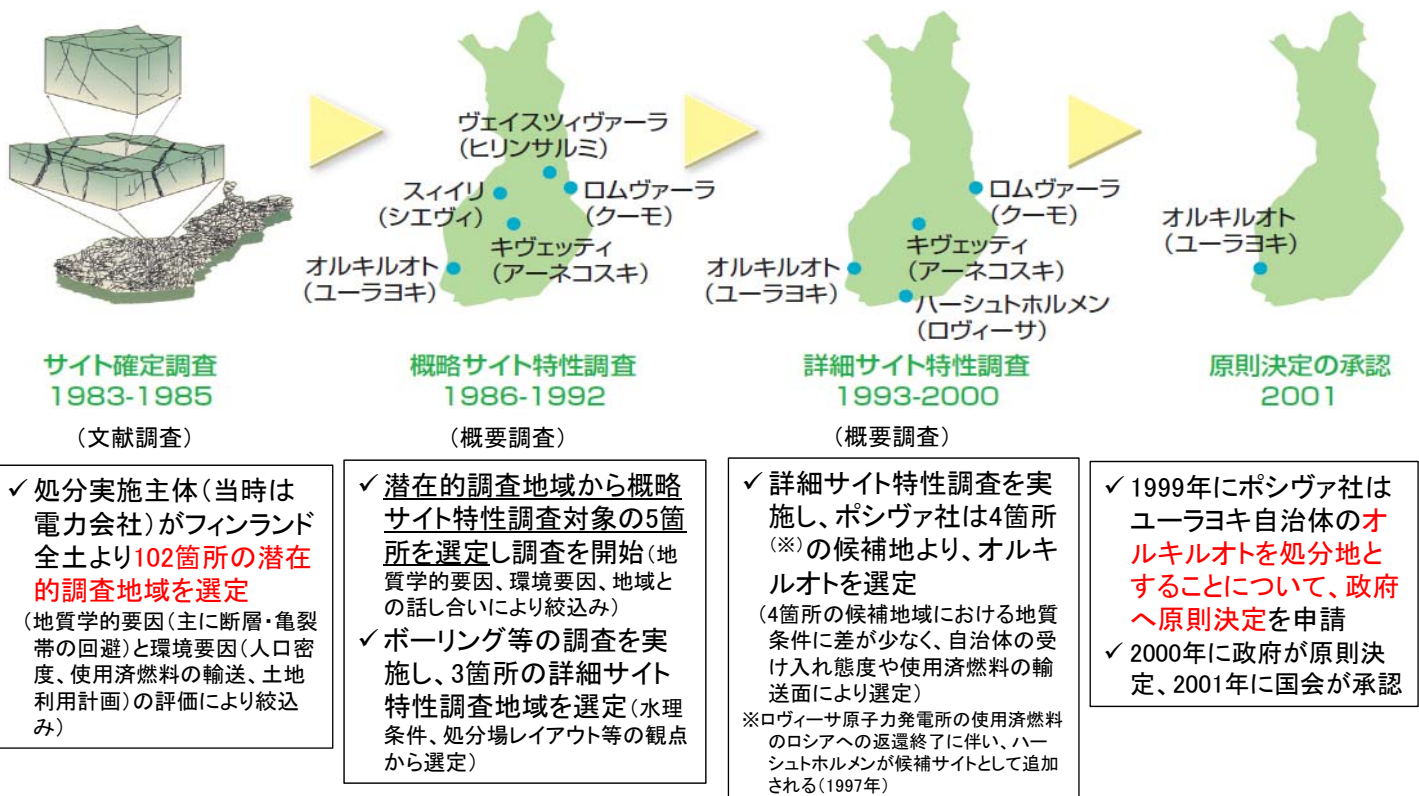 ヴェイスツィヴァーラ
(ヒリンサルミ)
スィイリ
(シエヴィ)
ロムヴァーラ
(クーモ)
キヴェッティ
(アーネコスキ)
オルキルオト
(ユーラヨキ)
ロムヴァーラ
(クーモ)
キヴェッティ
(アーネコスキ)
オルキルオト
(ユーラヨキ)
ハーシュトホルメン
(ロヴィーサ)
オルキルオト
(ユーラヨキ)
サイト確定調査
1983-1985
(文献調査)
✓処分実施主体(当時は
電力会社)がフィンランド
全土より102箇所の潜在
的調査地域を選定
(地質学的要因(主に断層・亀裂
帯の回避)と環境要因(人口密
度、使用済燃料の輸送、土地
利用計画)の評価により絞込
み)
概略サイト特性調査
1986-1992
(概要調査)
✓潜在的調査地域から概略
サイト特性調査対象の5箇
所を選定し調査を開始(地
質学的要因、環境要因、地域と
の話し合いにより絞込み)
✓ボーリング等の調査を実
施し、3箇所の詳細サイト
特性調査地域を選定(水理
条件、処分場レイアウト等の観点
から選定)
詳細サイト特性調査
1993-2000
(概要調査)
✓詳細サイト特性調査を実
施し、ポシヴァ社は4箇所
(※)の候補地より、オルキ
ルオトを選定
(4箇所の候補地域における地質
条件に差が少なく、自治体の受
け入れ態度や使用済燃料の輸
送面により選定)
※ロヴィーサ原子力発電所の使用済燃料
のロシアへの返還終了に伴い、ハー
シュトホルメンが候補サイトとして追加
される(1997年)
原則決定の承認
2001
✓1999年にポシヴァ社は
ユーラヨキ自治体のオ
ルキルオトを処分地と
することについて、政府
へ原則決定を申請
✓2000年に政府が原則決
定、2001年に国会が承認